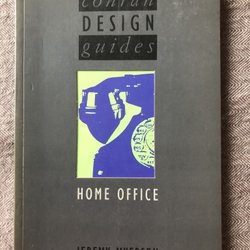 conran
DESIGN
guides
HOME OFFICE
JEREMY MYERSON